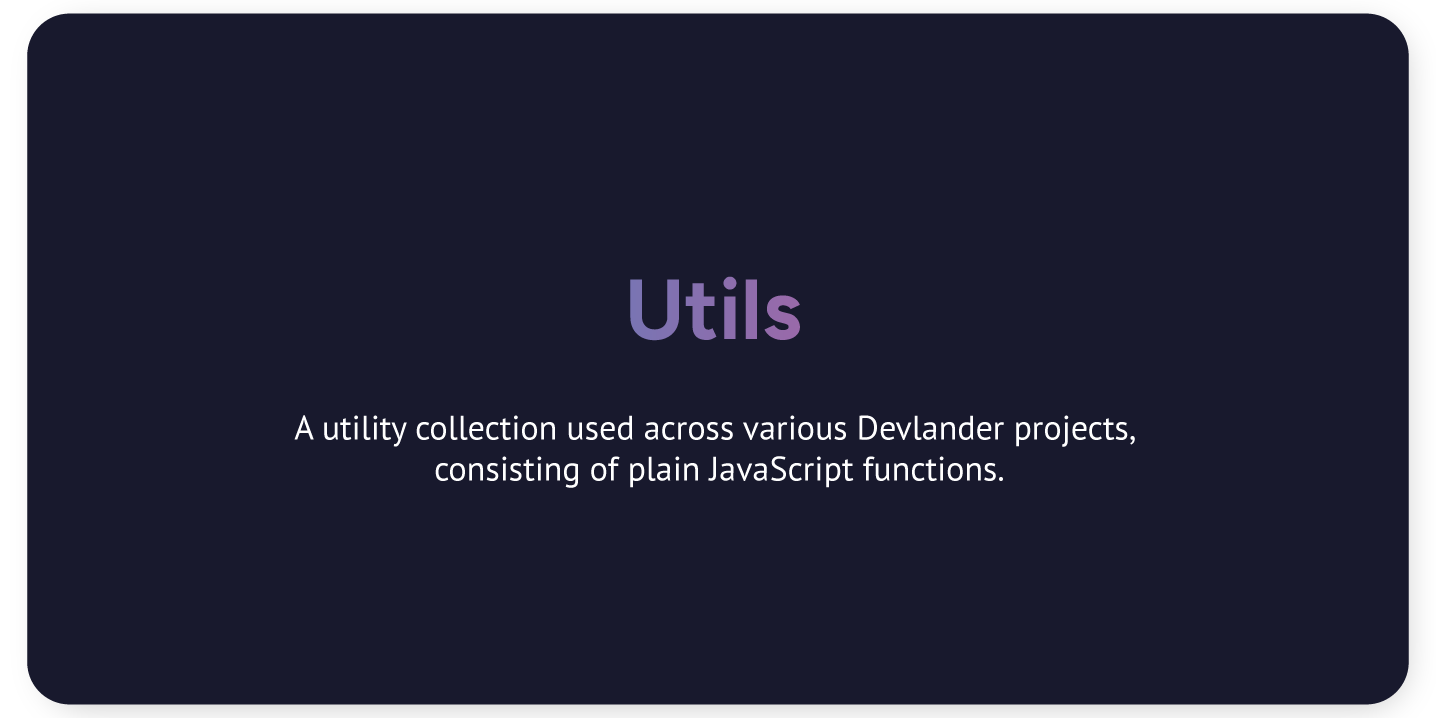 Utils
A utility collection used across various Devlander projects,
consisting of plain JavaScript functions.